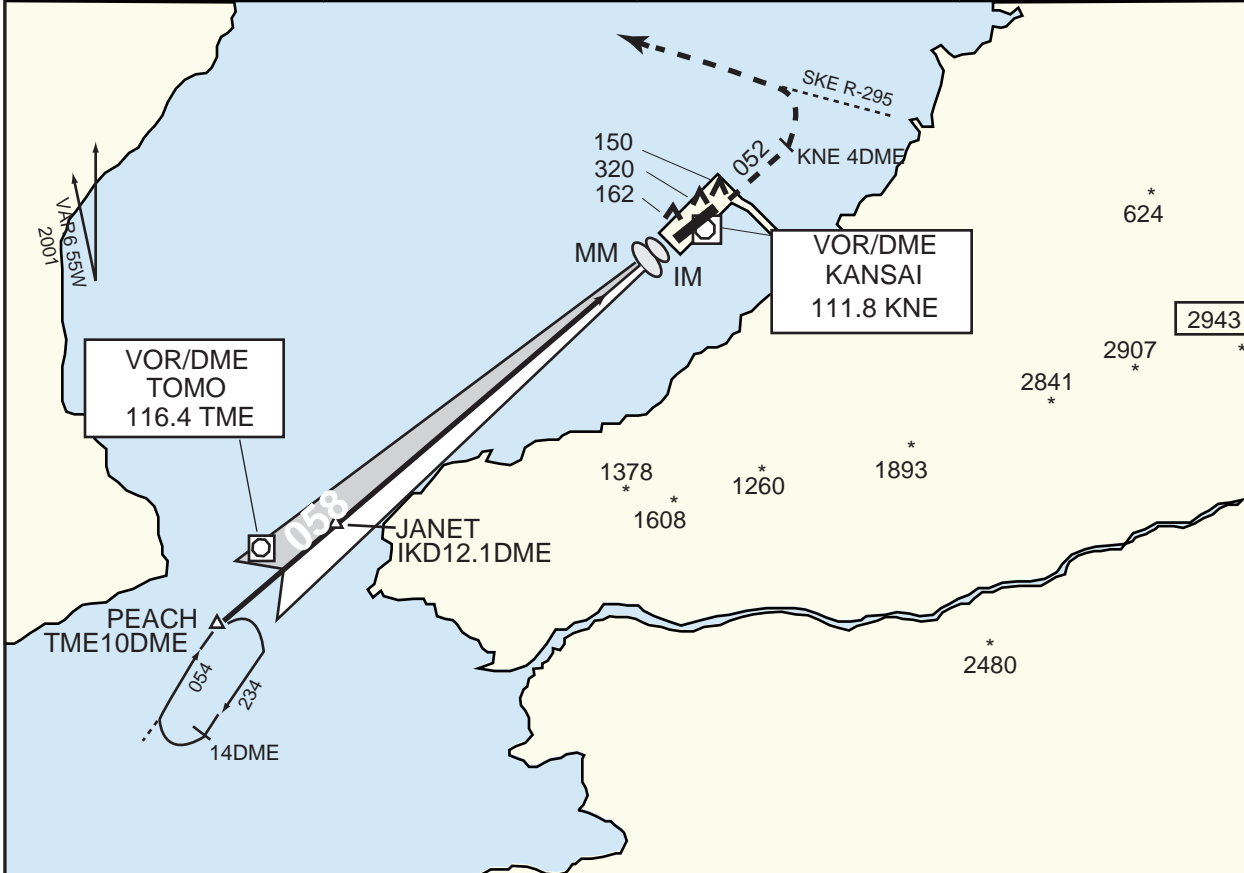 SKE R-295
150
320
162
052
KNE 4DME
624
VAR6 55W
2001
MM
IM
VOR/DME
KANSAI
111.8 KNE
2943
2907
2841
VOR/DME
TOMO
116.4 TME
1378
1608
1260
1893
058
JANET
IKD12.1DME
PEACH
TME10DME
054
234
14DME
2480